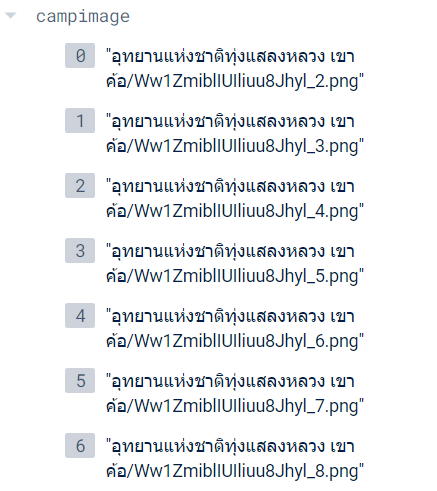 campimage
0 "อุทยานแห่งชาติทุ่งแสลงหลวง เขา
ค้อ/Ww1ZmiblIUIliuu8Jhyl_2.png"
1 "อุทยานแห่งชาติทุ่งแสลงหลวง เขา
ค้อ/Ww1ZmiblIUIliuu8Jhyl_3.png"
2 "อุทยานแห่งชาติทุ่งแสลงหลวง เขา
ค้อ/Ww1ZmiblIUIliuu8Jhyl_4.png"
3 "อุทยานแห่งชาติทุ่งแสลงหลวง เขา
ค้อ/Ww1ZmiblIUIliuu8Jhyl_5.png"
4 "อุทยานแห่งชาติทุ่งแสลงหลวง เขา
ค้อ/Ww1ZmiblIUIliuu8Jhyl_6.png"
5 "อุทยานแห่งชาติทุ่งแสลงหลวง เขา
ค้อ/Ww1ZmiblIUIliuu8Jhyl_7.png"
6 "อุทยานแห่งชาติทุ่งแสลงหลวง เขา
ค้อ/Ww1ZmiblIUIliuu8Jhyl_8.png"